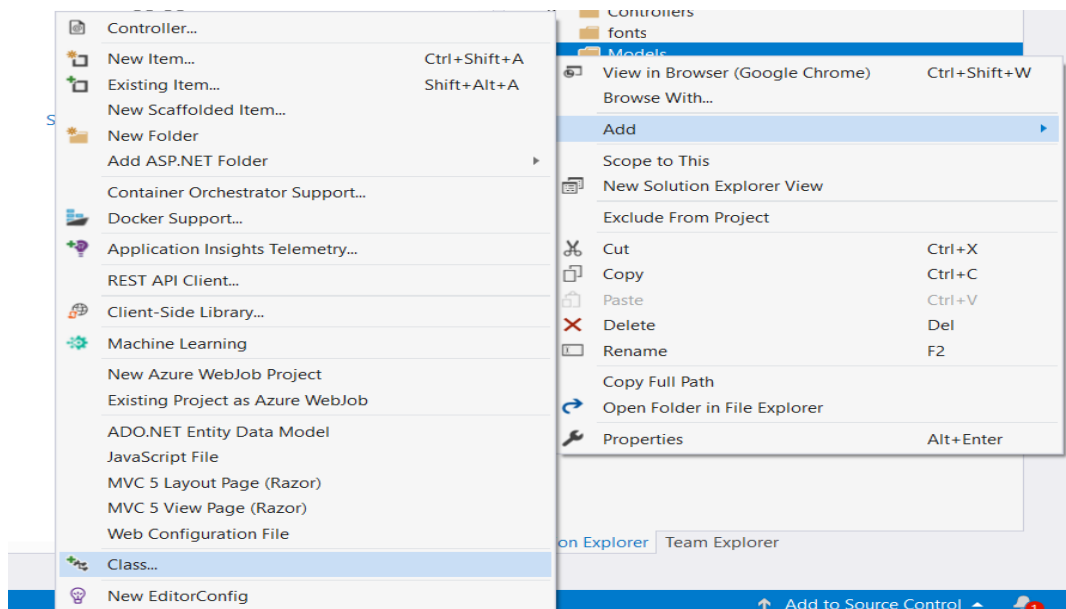 Controller...
New Item... Ctrl+Shift+A
Existing Item... Shift+Alt+A
New Scaffolded Item...
New Folder
Add ASP.NET Folder
Container Orchestrator Support...
Docker Support...
Application Insights Telemetry...
REST API Client...
Client-Side Library...
Machine Learning
New Azure WebJob Project
Existing Project as Azure WebJob
ADO.NET Entity Data Model
JavaScript File
MVC 5 Layout Page (Razor)
MVC 5 View Page (Razor)
Web Configuration File
Class...
New EditorConfig
Controllers
fonts
Models
View in Browser (Google Chrome) Ctrl+Shift+W
Browse With...
Add
Scope to This
New Solution Explorer View
Exclude From Project
Cut Ctrl+X
Copy Ctrl+C
Paste Ctrl+V
Delete Del
Rename F2
Copy Full Path
Open Folder in File Explorer
Properties Alt+Enter
on Explorer Team Explorer
Add to Source Control 1